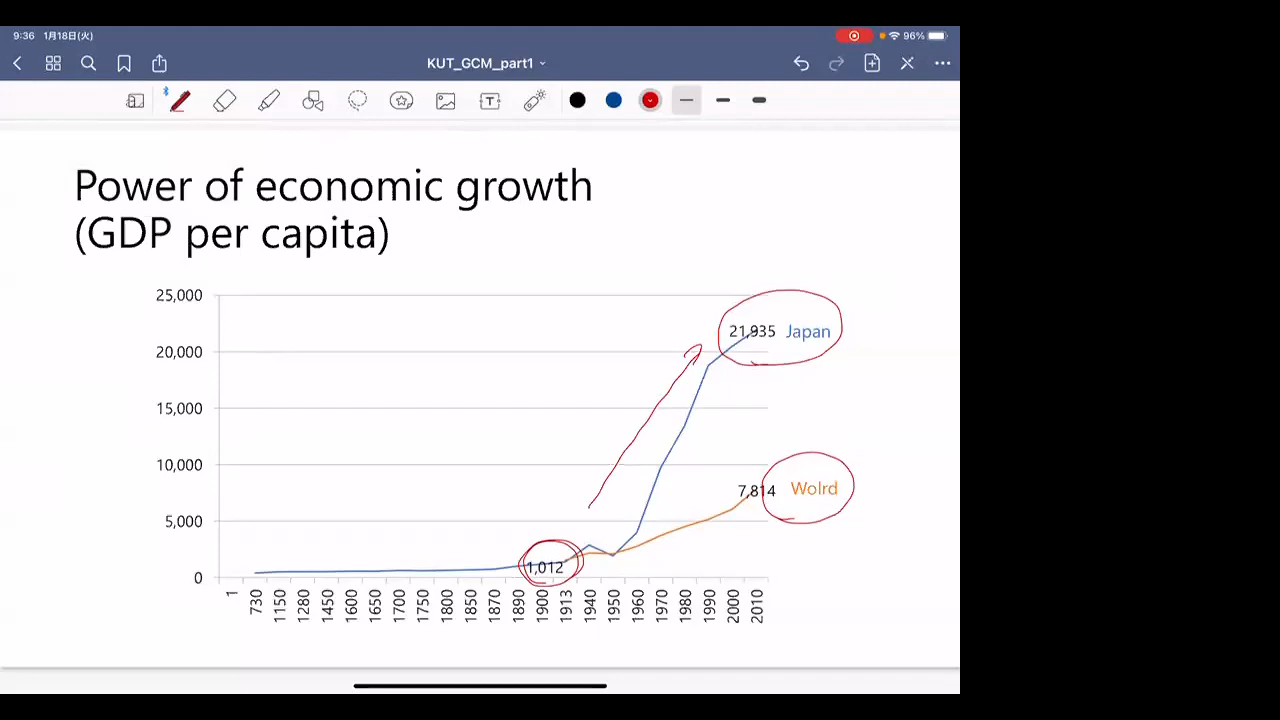 9:36 1月18日(火)
96%
KUT_GCM_part1
T
Power of economic growth
(GDP per capita)
25,000
20,000
15,000
10,000
5,000
0
21,935 Japan
7,814 Wolrd
1,012
1 730 1150 1280 1450 1600 1650 1700 1750 1800 1850 1870 1890 1900 1913 1940 1950 1960 1970 1980 1990 2000 2010